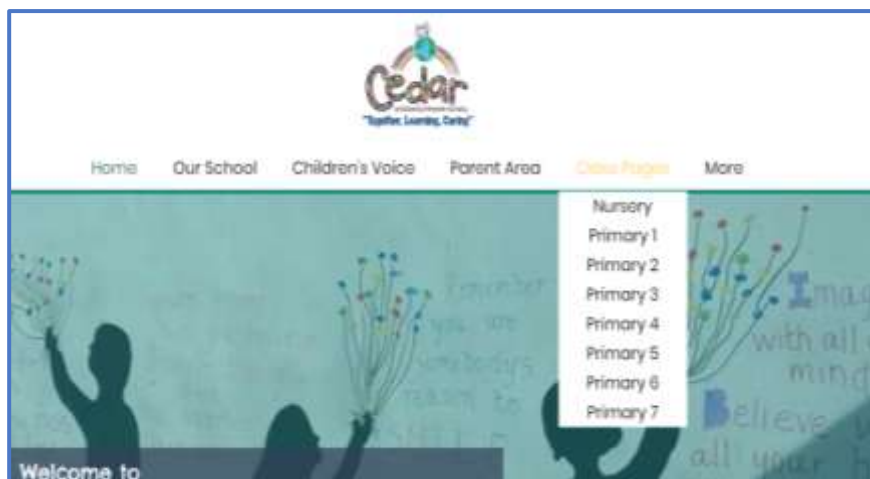 Cedar
"Together, Learning, Caring"
Home Our School Children's Voice Parent Area Class Pages More
Nursery
Primary 1
Primary 2
Primary 3
Primary 4
Primary 5
Primary 6
Primary 7
Remember
you are
somebody's
reason to
Imag
with all
mind
Believe
all your
Welcome to